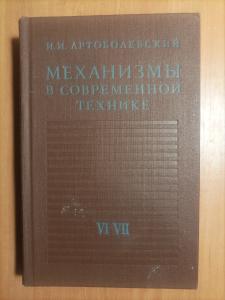 И.И. АРТОБОЛЕВСКИЙ
МЕХАНИЗМЫ
В СОВРЕМЕННОЙ
ТЕХНИКЕ
VI VII